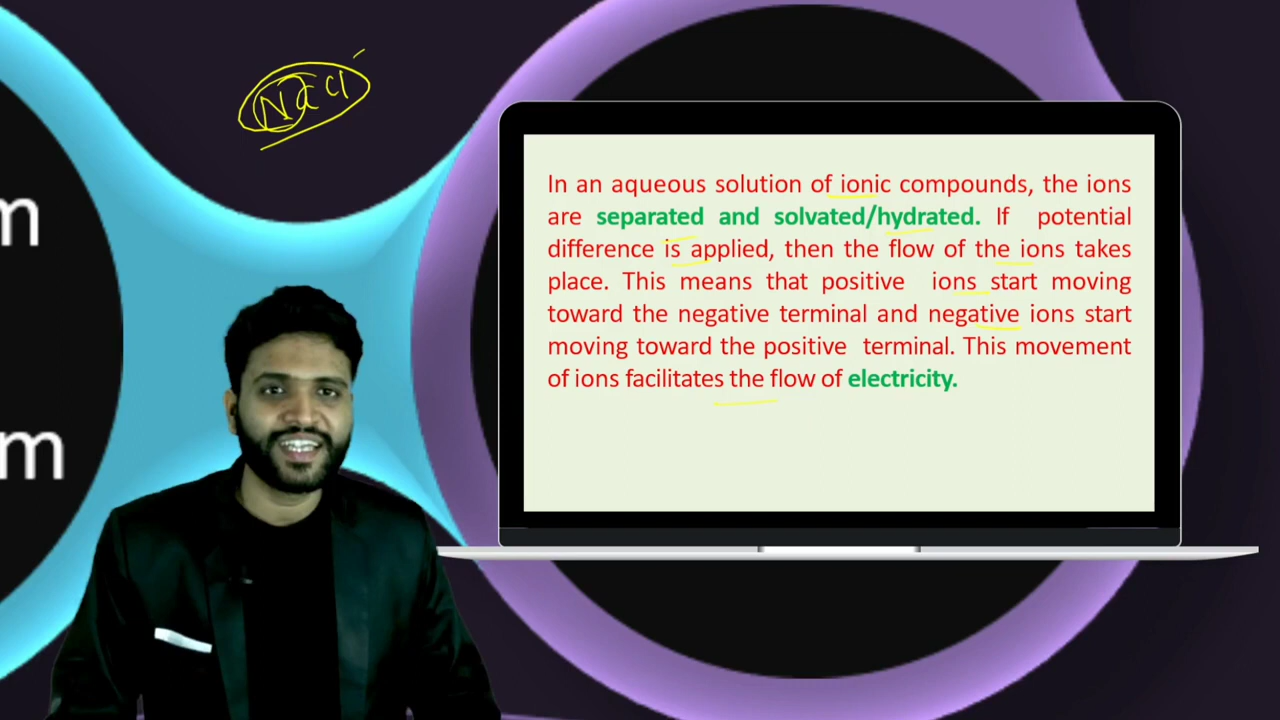 NaCl
m
m
In an aqueous solution of ionic compounds, the ions
are separated and solvated/hydrated. If potential
difference is applied, then the flow of the ions takes
place. This means that positive ions start moving
toward the negative terminal and negative ions start
moving toward the positive terminal. This movement
of ions facilitates the flow of electricity.